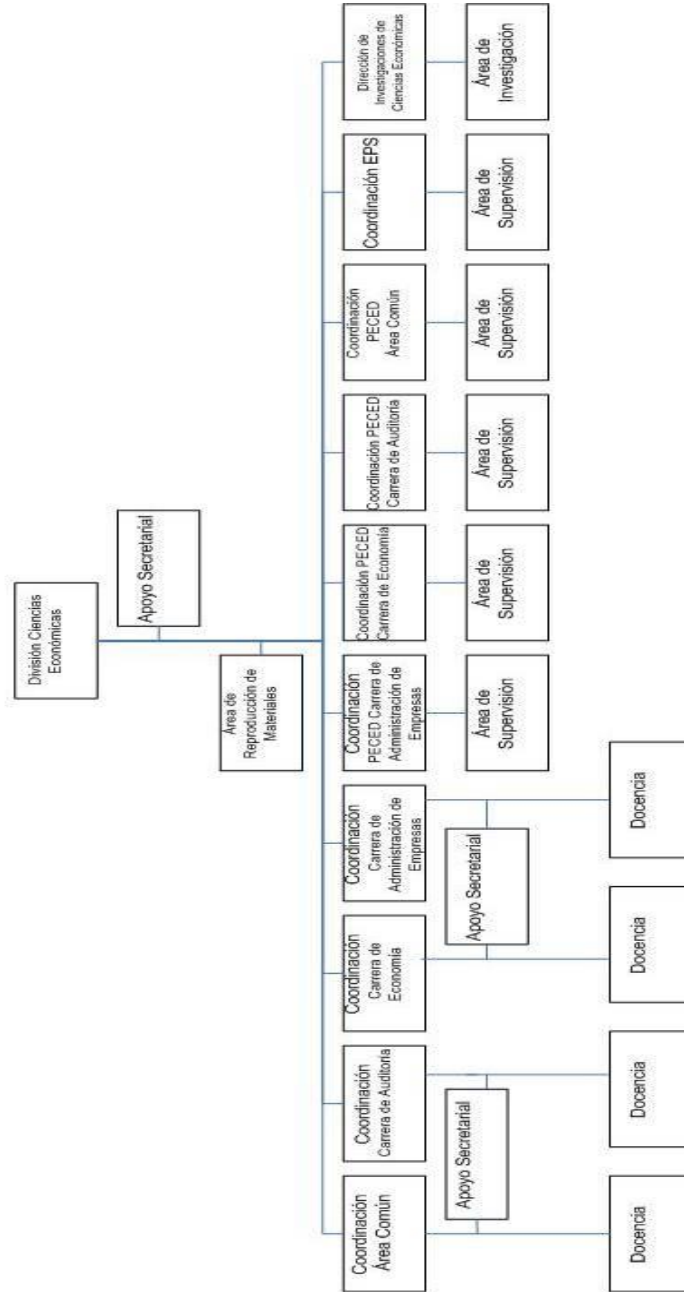 División Ciencias
Económicas
Apoyo Secretarial
Área de
Reproducción de
Materiales
Coordinación
Área Común
Coordinación
Carrera de Auditoría
Coordinación
Carrera de
Economía
Coordinación
Carrera de
Administración de
Empresas
Coordinación
PECED Carrera de
Administración de
Empresas
Coordinación PECED
Carrera de Economía
Coordinación PECED
Carrera de Auditoría
Coordinación
PECED
Área Común
Coordinación EPS
Dirección de
Investigaciones de
Ciencias Económicas
Apoyo Secretarial
Apoyo Secretarial
Área de
Supervisión
Área de
Supervisión
Área de
Supervisión
Área de
Supervisión
Área de
Supervisión
Área de
Investigación
Docencia
Docencia
Docencia
Docencia